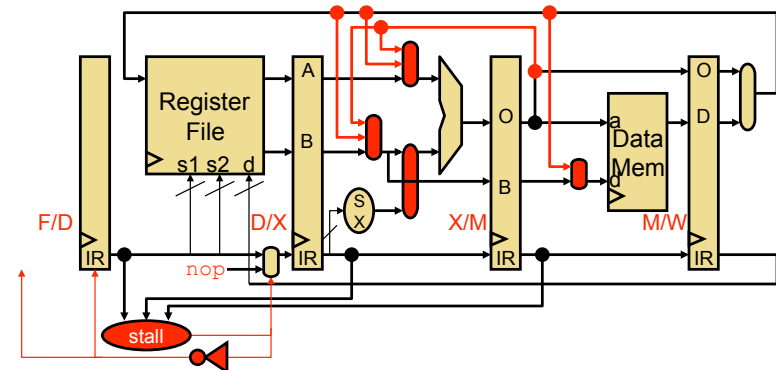 A
O
O
Register
File
B
a
Data
Mem
D
s1 s2 d
S
X
B
d
F/D
D/X
X/M
M/W
IR
IR
IR
IR
nop
stall